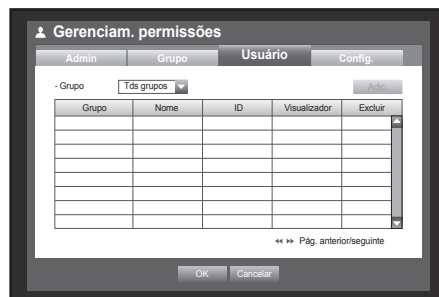 Gerenciam. permissões
Admin Grupo Usuário Config.
- Grupo Tds grupos Adic.
Grupo Nome ID Visualizador Excluir
Pág. anterior/seguinte
OK Cancelar